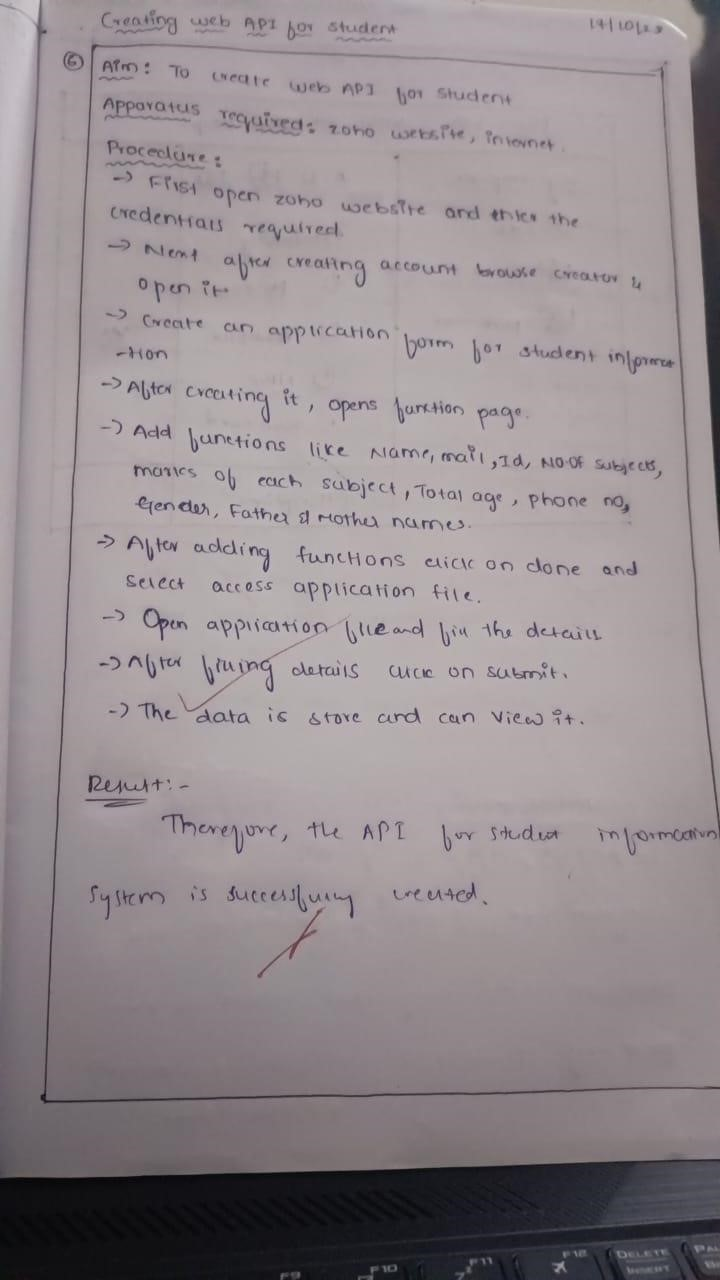 Creating web API for student
⑥ Aim: To create web API for student
Apparatus required: zoho website, internet.
Procedure:
-> First open zoho website and enter the
credentials required.
-> Next after creating account browse creator &
open it.
-> Create an application form for student informa
-tion
-> After creating it, opens function page.
-> Add functions like Name, mail, Id, No.of subjects,
marks of each subject, Total age, phone no,
Gender, Father & Mother names.
-> After adding functions click on done and
select access application file.
-> Open application file and fill the details
-> After filling details click on submit.
-> The data is store and can view it.
Result:-
Therefore, the API for student information
system is successfully created.
F9
F10
F11
F12
DELETE
INSERT